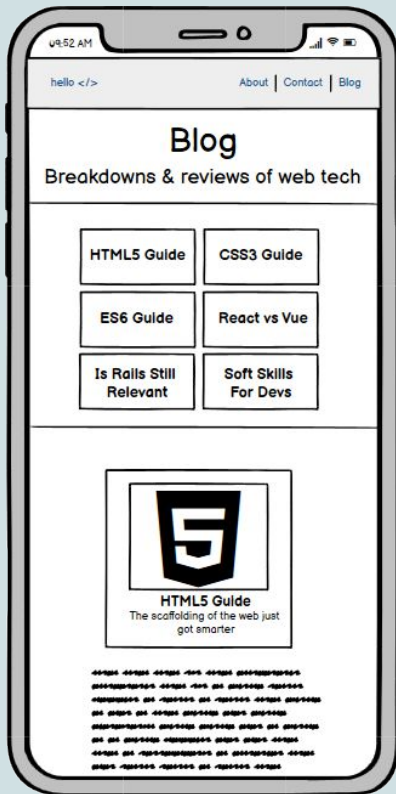 09:52 AM
hello </> About Contact Blog
Blog
Breakdowns & reviews of web tech
HTML5 Guide CSS3 Guide
ES6 Guide React vs Vue
Is Rails Still Soft Skills
Relevant For Devs
5
HTML5 Guide
The scaffolding of the web just
got smarter